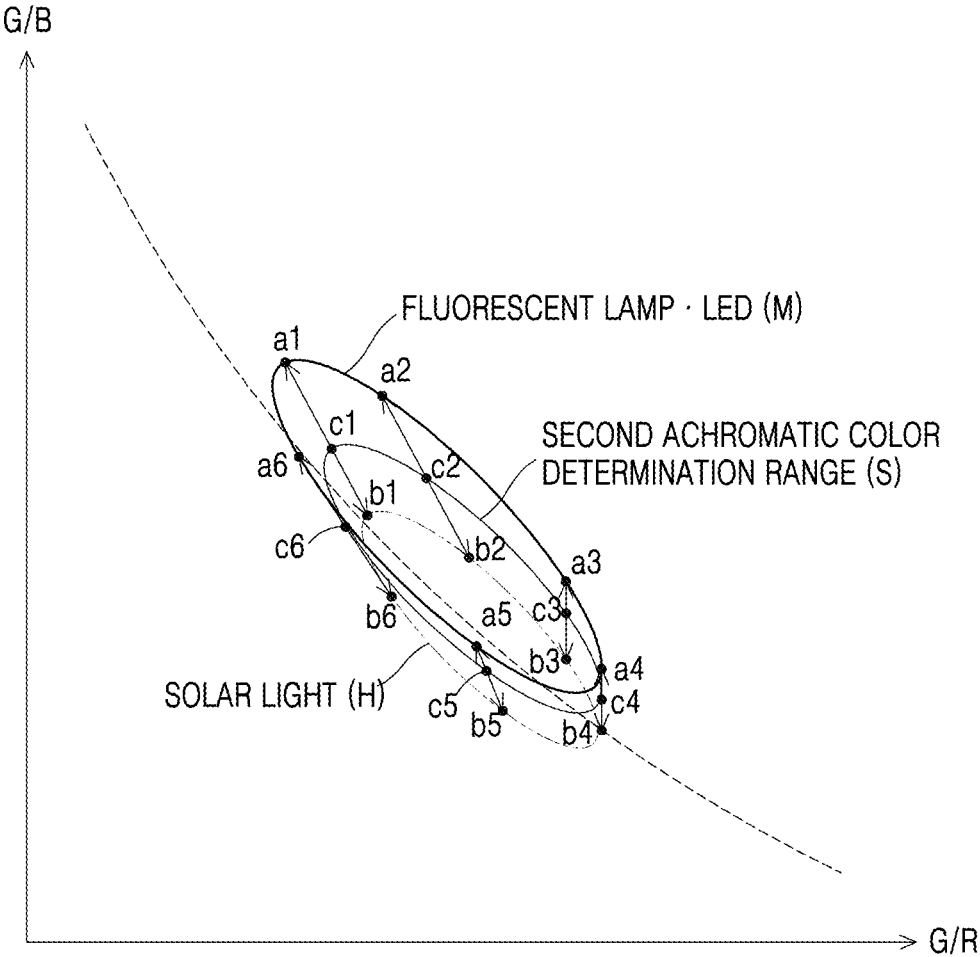 G/B
FLUORESCENT LAMP · LED (M)
a1
a2
c1
SECOND ACHROMATIC COLOR
DETERMINATION RANGE (S)
a6
c2
b1
c6
b2
a3
b6
a5
c3
b3
a4
SOLAR LIGHT (H)
c5
b5
b4
c4
G/R